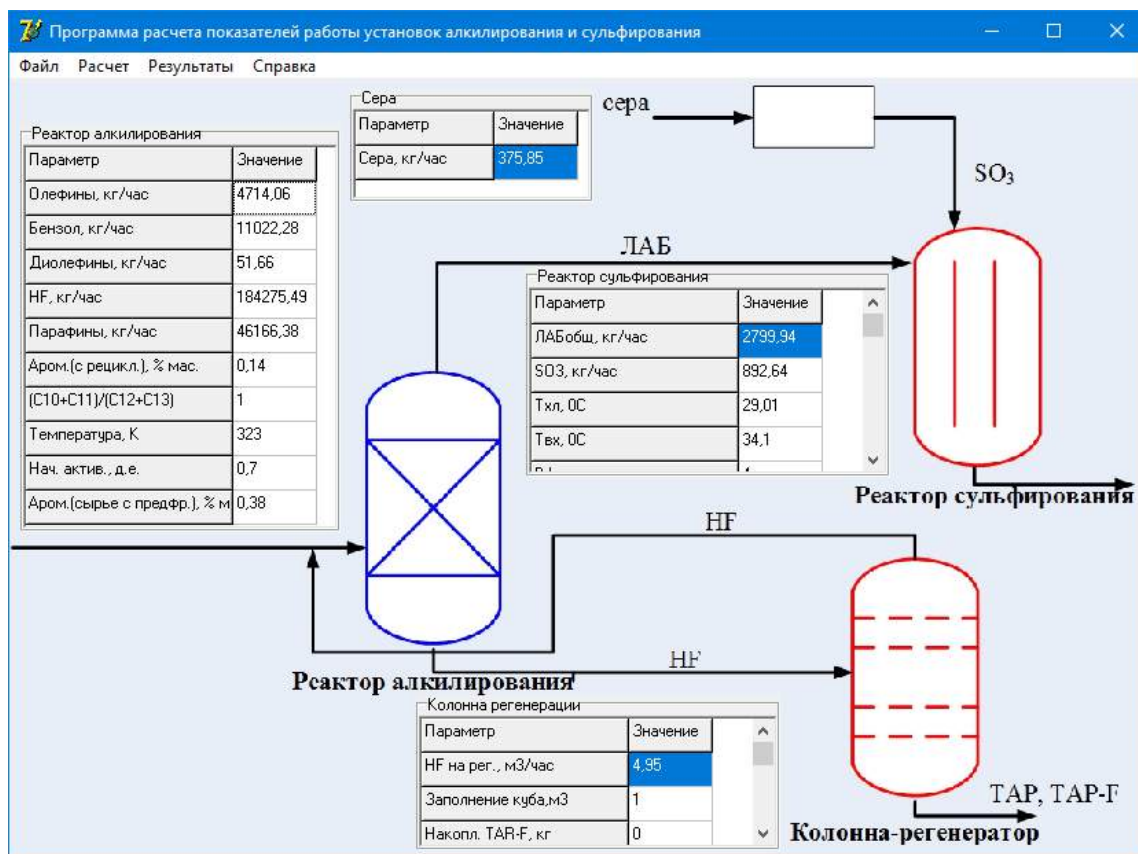 Программа расчета показателей работы установок алкилирования и сульфирования
Файл Расчет Результаты Справка
Сера
Параметр Значение
Сера, кг/час 375,85
сера
SO3
Реактор алкилирования
Параметр Значение
Олефины, кг/час 4714,06
Бензол, кг/час 11022,28
Диолефины, кг/час 51,66
HF, кг/час 184275,49
Парафины, кг/час 46166,38
Аром.(с рецикл.), % мас. 0,14
(C10+C11)/(C12+C13) 1
Температура, К 323
Нач. актив., д.е. 0,7
Аром.(сырье с предфр.), % м 0,38
ЛАБ
Реактор сульфирования
Параметр Значение
ЛАБобщ, кг/час 2799,94
SO3, кг/час 892,64
Тхл, 0С 29,01
Твх, 0С 34,1
Реактор сульфирования
HF
HF
Реактор алкилирования
Колонна регенерации
Параметр Значение
HF на рег., м3/час 4,95
Заполнение куба,м3 1
Накопл. TAR-F, кг 0
TAP, TAP-F
Колонна-регенератор